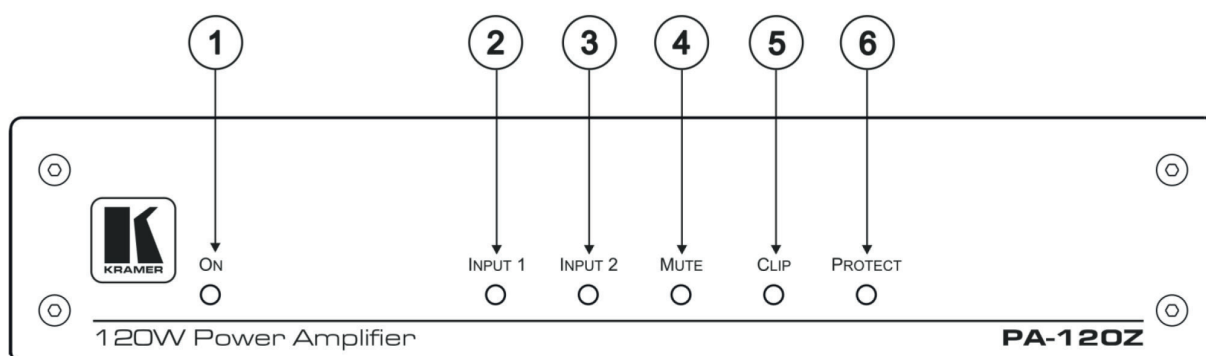 1 2 3 4 5 6
ON INPUT 1 INPUT 2 MUTE CLIP PROTECT
K
KRAMER
120W Power Amplifier PA-120Z